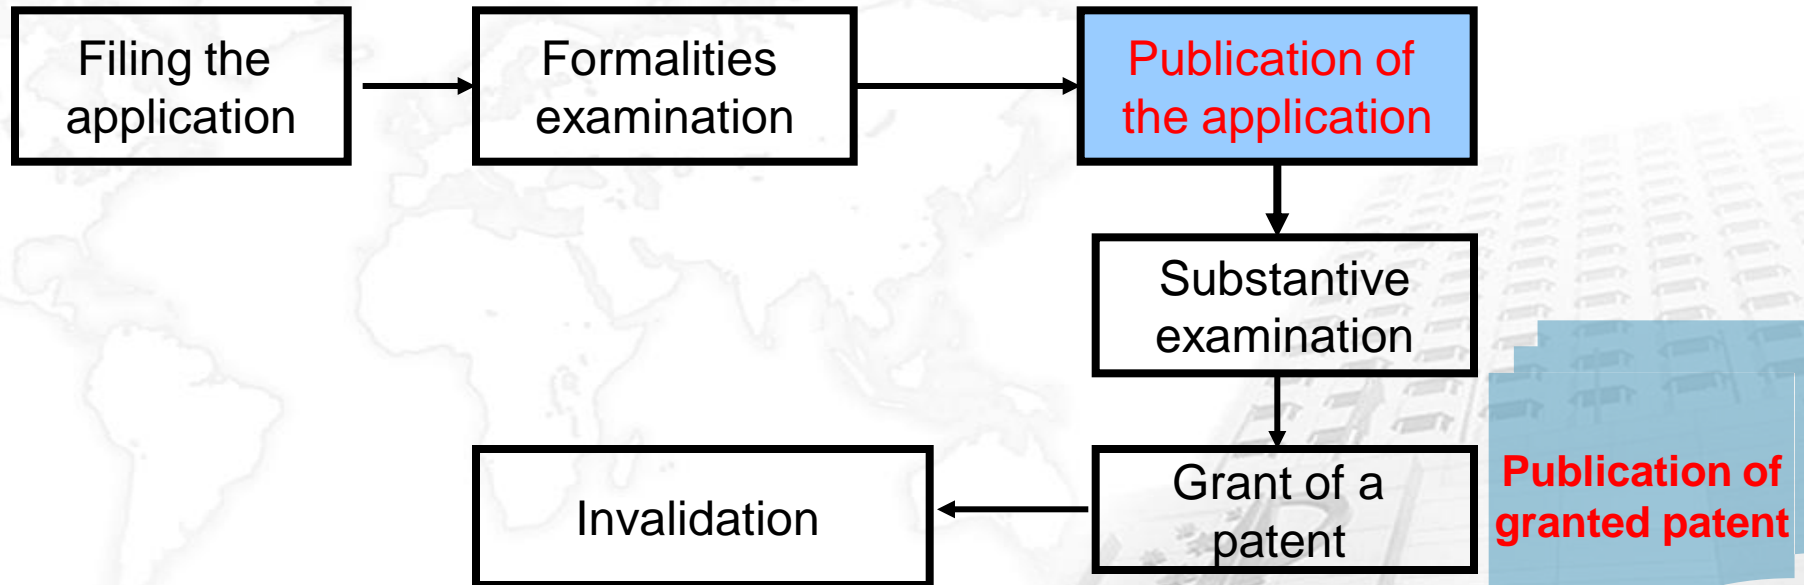 Filing the
application
Formalities
examination
Publication of
the application
Substantive
examination
Grant of a
patent
Publication of
granted patent
Invalidation